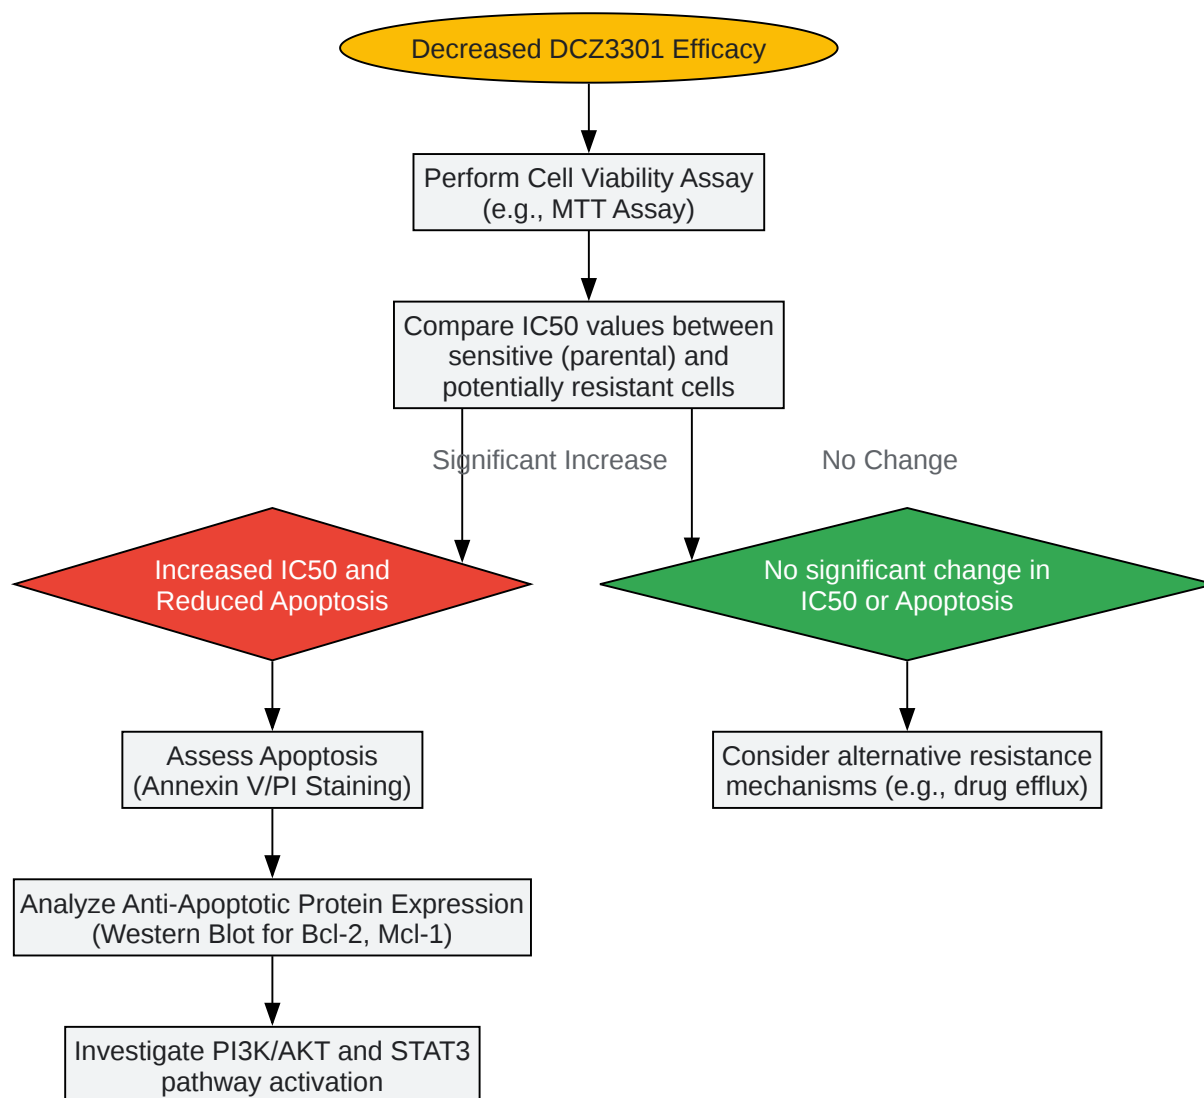 Decreased DCZ3301 Efficacy
Perform Cell Viability Assay
(e.g., MTT Assay)
Compare IC50 values between
sensitive (parental) and
potentially resistant cells
Significant Increase
No Change
Increased IC50 and
Reduced Apoptosis
No significant change in
IC50 or Apoptosis
Assess Apoptosis
(Annexin V/PI Staining)
Consider alternative resistance
mechanisms (e.g., drug efflux)
Analyze Anti-Apoptotic Protein Expression
(Western Blot for Bcl-2, Mcl-1)
Investigate PI3K/AKT and STAT3
pathway activation